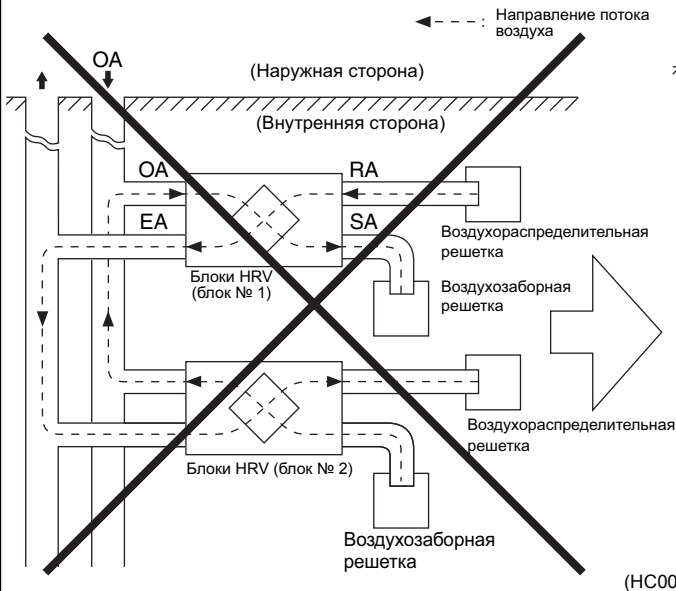 Направление потока
воздуха
OA
(Наружная сторона)
(Внутренняя сторона)
OA
RA
EA
SA
Воздухораспределительная
решетка
Блоки HRV
(блок № 1)
Воздухозаборная
решетка
Воздухораспределительная
решетка
Блоки HRV (блок № 2)
Воздухозаборная
решетка
(HC00